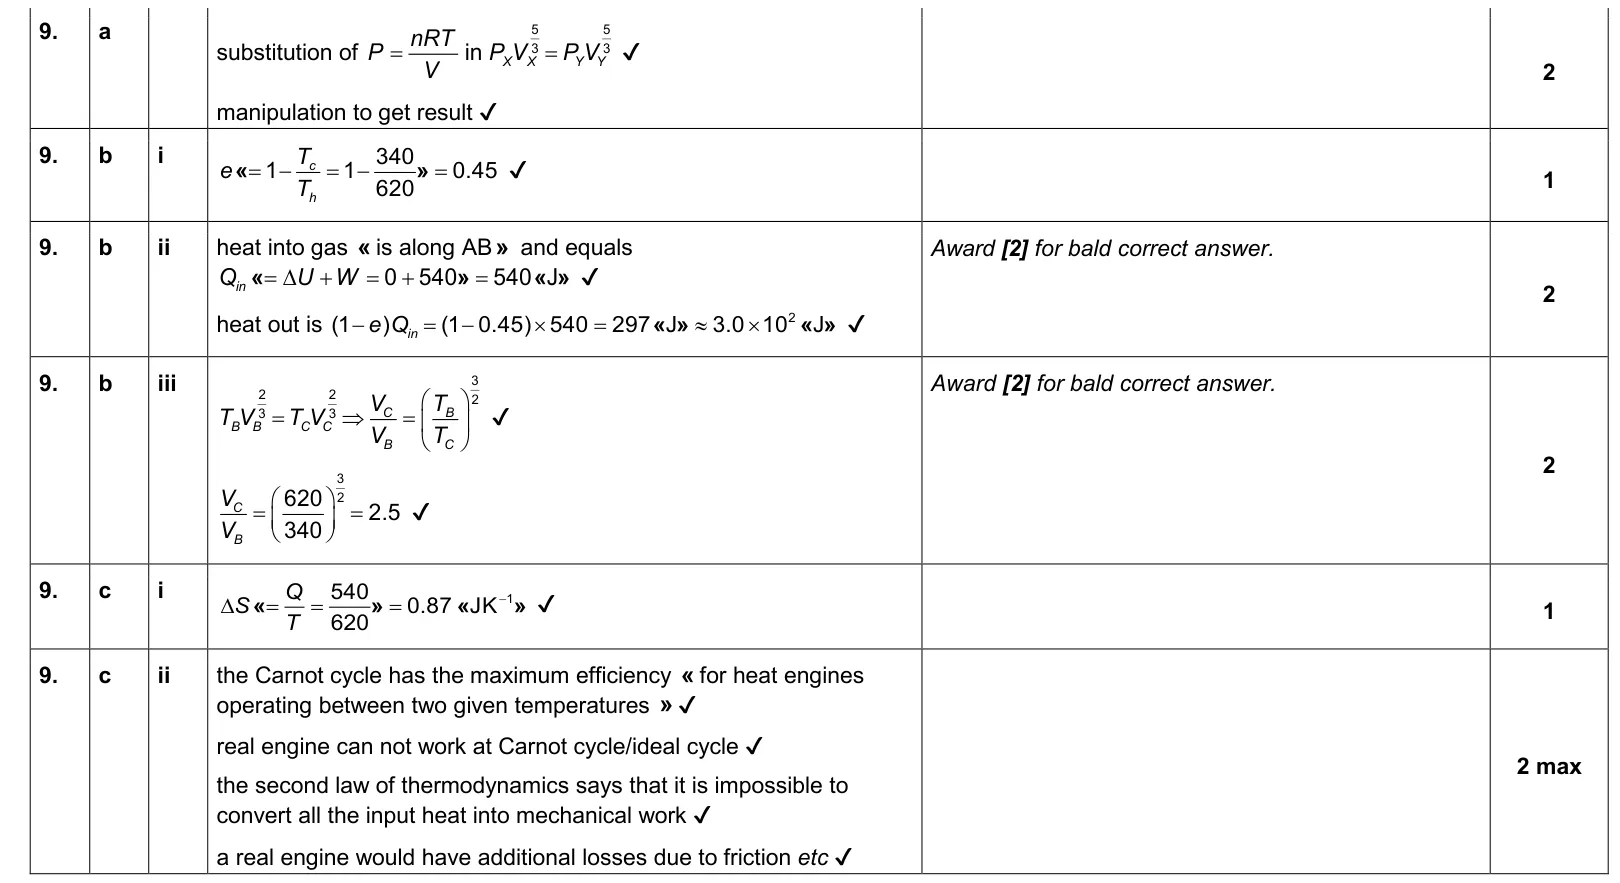 9. a substitution of P = nRT/V in P_X V_X^(5/3) = P_Y V_Y^(5/3) ✓
2
manipulation to get result ✓
9. b i e «= 1 − T_c/T_h = 1 − 340/620» = 0.45 ✓
1
9. b ii heat into gas « is along AB» and equals
Award [2] for bald correct answer.
Q_in «= ΔU + W = 0 + 540» = 540 «J» ✓
2
heat out is (1 − e)Q_in = (1 − 0.45) × 540 = 297 «J» ≈ 3.0 × 10² «J» ✓
9. b iii T_B V_B^(2/3) = T_C V_C^(2/3) ⇒ V_C/V_B = (T_B/T_C)^(3/2) ✓
Award [2] for bald correct answer.
2
V_C/V_B = (620/340)^(3/2) = 2.5 ✓
9. c i ΔS «= Q/T = 540/620» = 0.87 «JK⁻¹» ✓
1
9. c ii the Carnot cycle has the maximum efficiency « for heat engines
operating between two given temperatures » ✓
real engine can not work at Carnot cycle/ideal cycle ✓
the second law of thermodynamics says that it is impossible to
convert all the input heat into mechanical work ✓
a real engine would have additional losses due to friction etc ✓
2 max